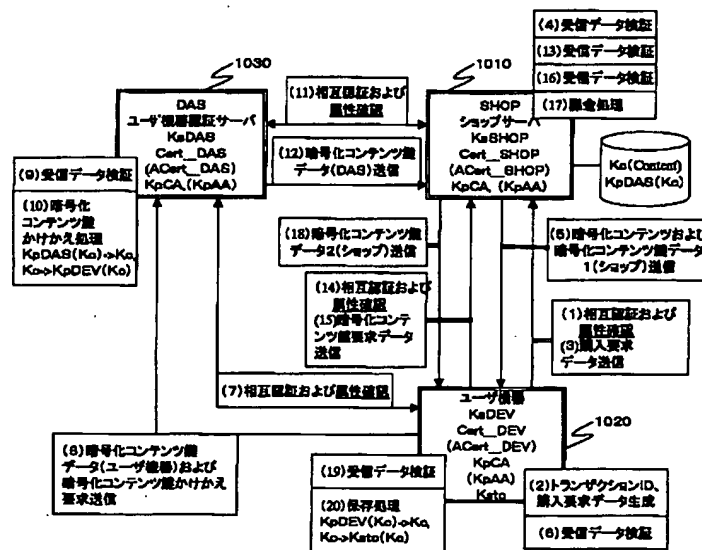 (4)受信データ検証
(13)受信データ検証
(16)受信データ検証
(17)課金処理
1030
1010
DAS
ユーザ機器認証サーバ
KsDAS
Cert__DAS
(ACert__DAS)
KpCA,(KpAA)
(11)相互認証および
属性確認
(12)暗号化コンテンツ鍵
データ(DAS)送信
SHOP
ショップサーバ
KsSHOP
Cert__SHOP
(ACert__SHOP)
KpCA,(KpAA)
Kc(Content)
KpDAS(Kc)
(9)受信データ検証
(10)暗号化
コンテンツ鍵
かけかえ処理
KpDAS(Kc)->Kc,
Kc->KpDEV(Kc)
(18)暗号化コンテンツ鍵
データ2(ショップ)送信
(5)暗号化コンテンツおよび
暗号化コンテンツ鍵データ
1(ショップ)送信
(14)相互認証および
属性確認
(15)暗号化コンテ
ンツ鍵要求データ
送信
(1)相互認証および
属性確認
(3)購入要求
データ送信
(7)相互認証および属性確認
ユーザ機器
KsDEV
Cert__DEV
(ACert__DEV)
KpCA
(KpAA)
Ksto
1020
(8)暗号化コンテンツ鍵
データ(ユーザ機器)および
暗号化コンテンツ鍵かけかえ
要求送信
(19)受信データ検証
(20)保存処理
KpDEV(Kc)->Kc,
Kc->Ksto(Kc)
(2)トランザクションID、
購入要求データ生成
(6)受信データ検証